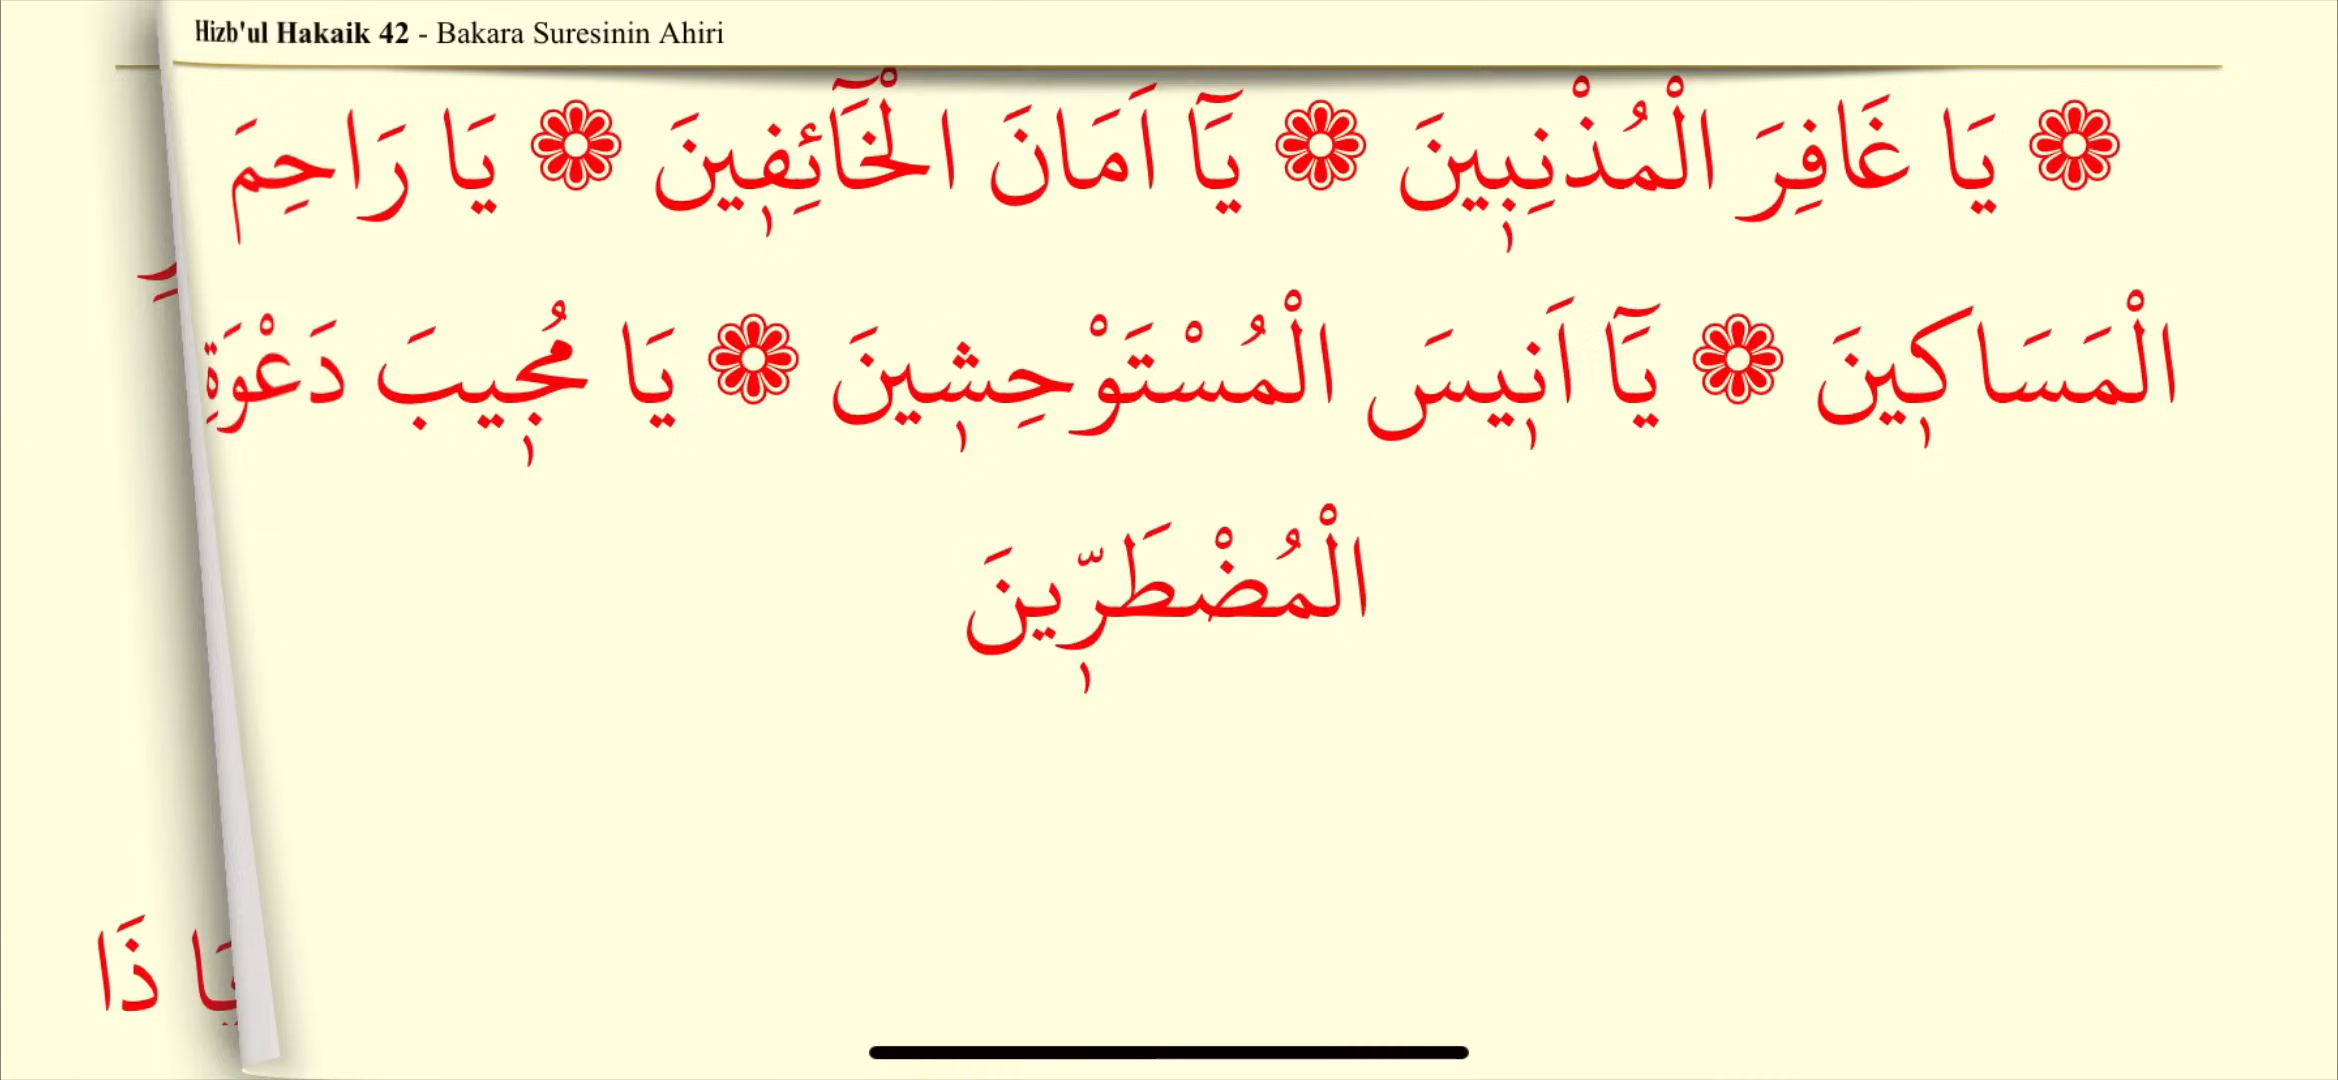 Hizb'ul Hakaik 42 - Bakara Suresinin Ahiri
❁ يَا غَافِرَ الْمُذْنِبٖينَ ❁ يَٓا اَمَانَ الْخَٓائِفٖينَ ❁ يَا رَاحِمَ
الْمَسَاكٖينَ ❁ يَٓا اَنٖيسَ الْمُسْتَوْحِشٖينَ ❁ يَا مُجٖيبَ دَعْوَةِ
الْمُضْطَرّٖينَ
يَا ذَا